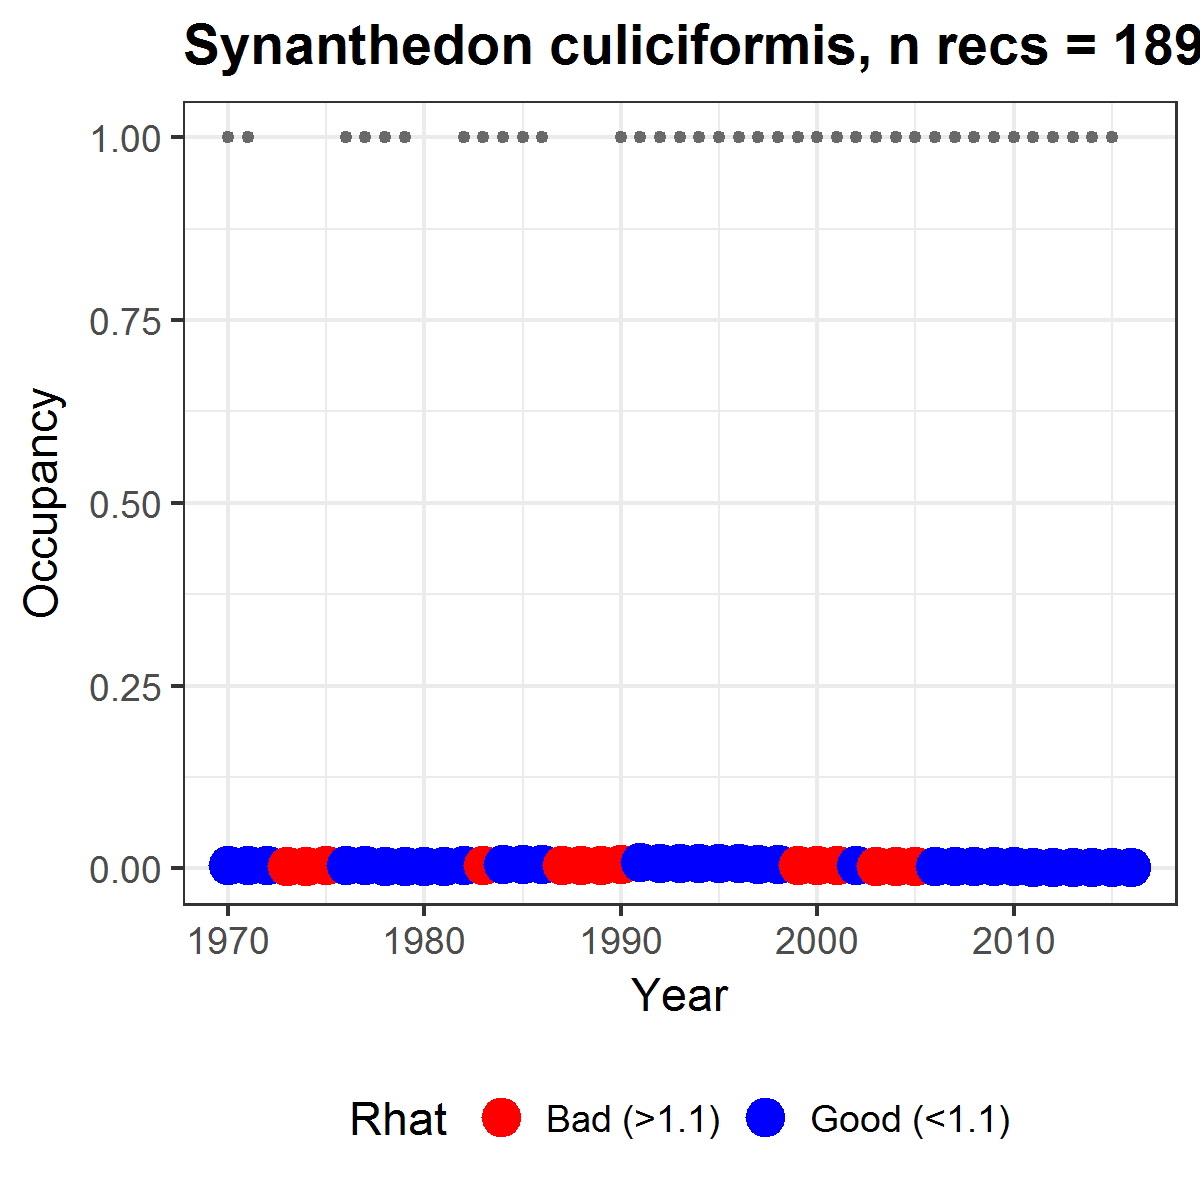 Synanthedon culiciformis, n recs = 189
1.00
0.75
0.50
0.25
0.00
Occupancy
1970 1980 1990 2000 2010
Year
Rhat Bad (>1.1) Good (<1.1)